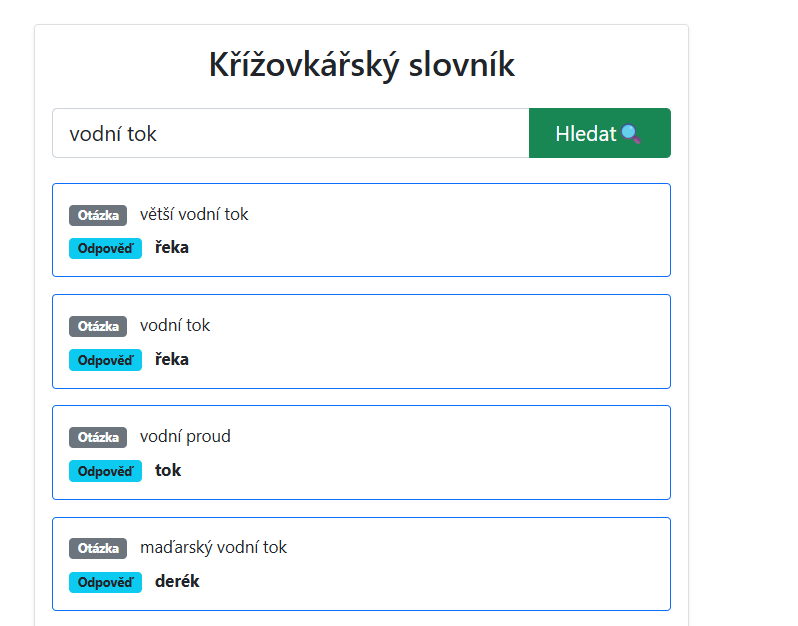 Křížovkářský slovník
vodní tok
Hledat
Otázka větší vodní tok
Odpověď řeka
Otázka vodní tok
Odpověď řeka
Otázka vodní proud
Odpověď tok
Otázka maďarský vodní tok
Odpověď derék